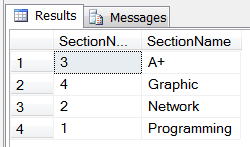 Results Messages
SectionN... SectionName
1 3 A+
2 4 Graphic
3 2 Network
4 1 Programming